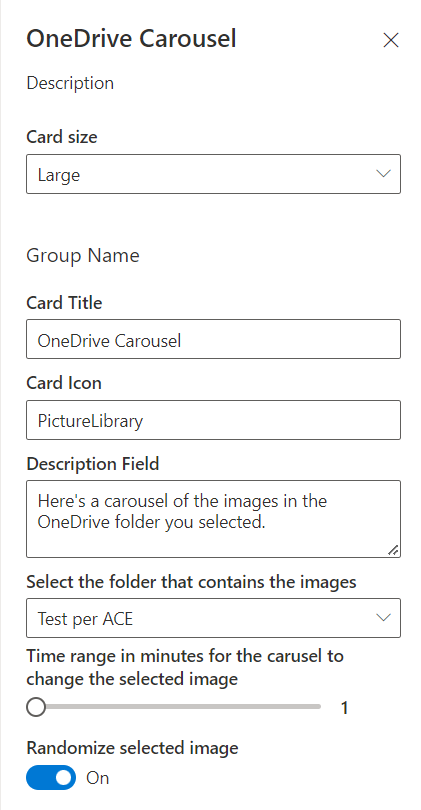 OneDrive Carousel
Description
Card size
Large
Group Name
Card Title
OneDrive Carousel
Card Icon
PictureLibrary
Description Field
Here's a carousel of the images in the
OneDrive folder you selected.
Select the folder that contains the images
Test per ACE
Time range in minutes for the carusel to
change the selected image
1
Randomize selected image
On